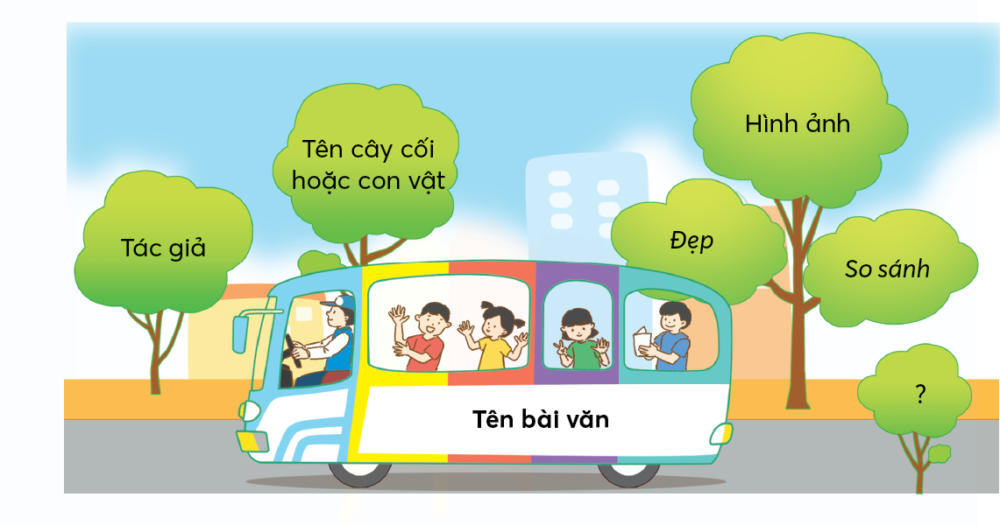 Hình ảnh
Tên cây cối
hoặc con vật
Tác giả
Đẹp
So sánh
?
Tên bài văn